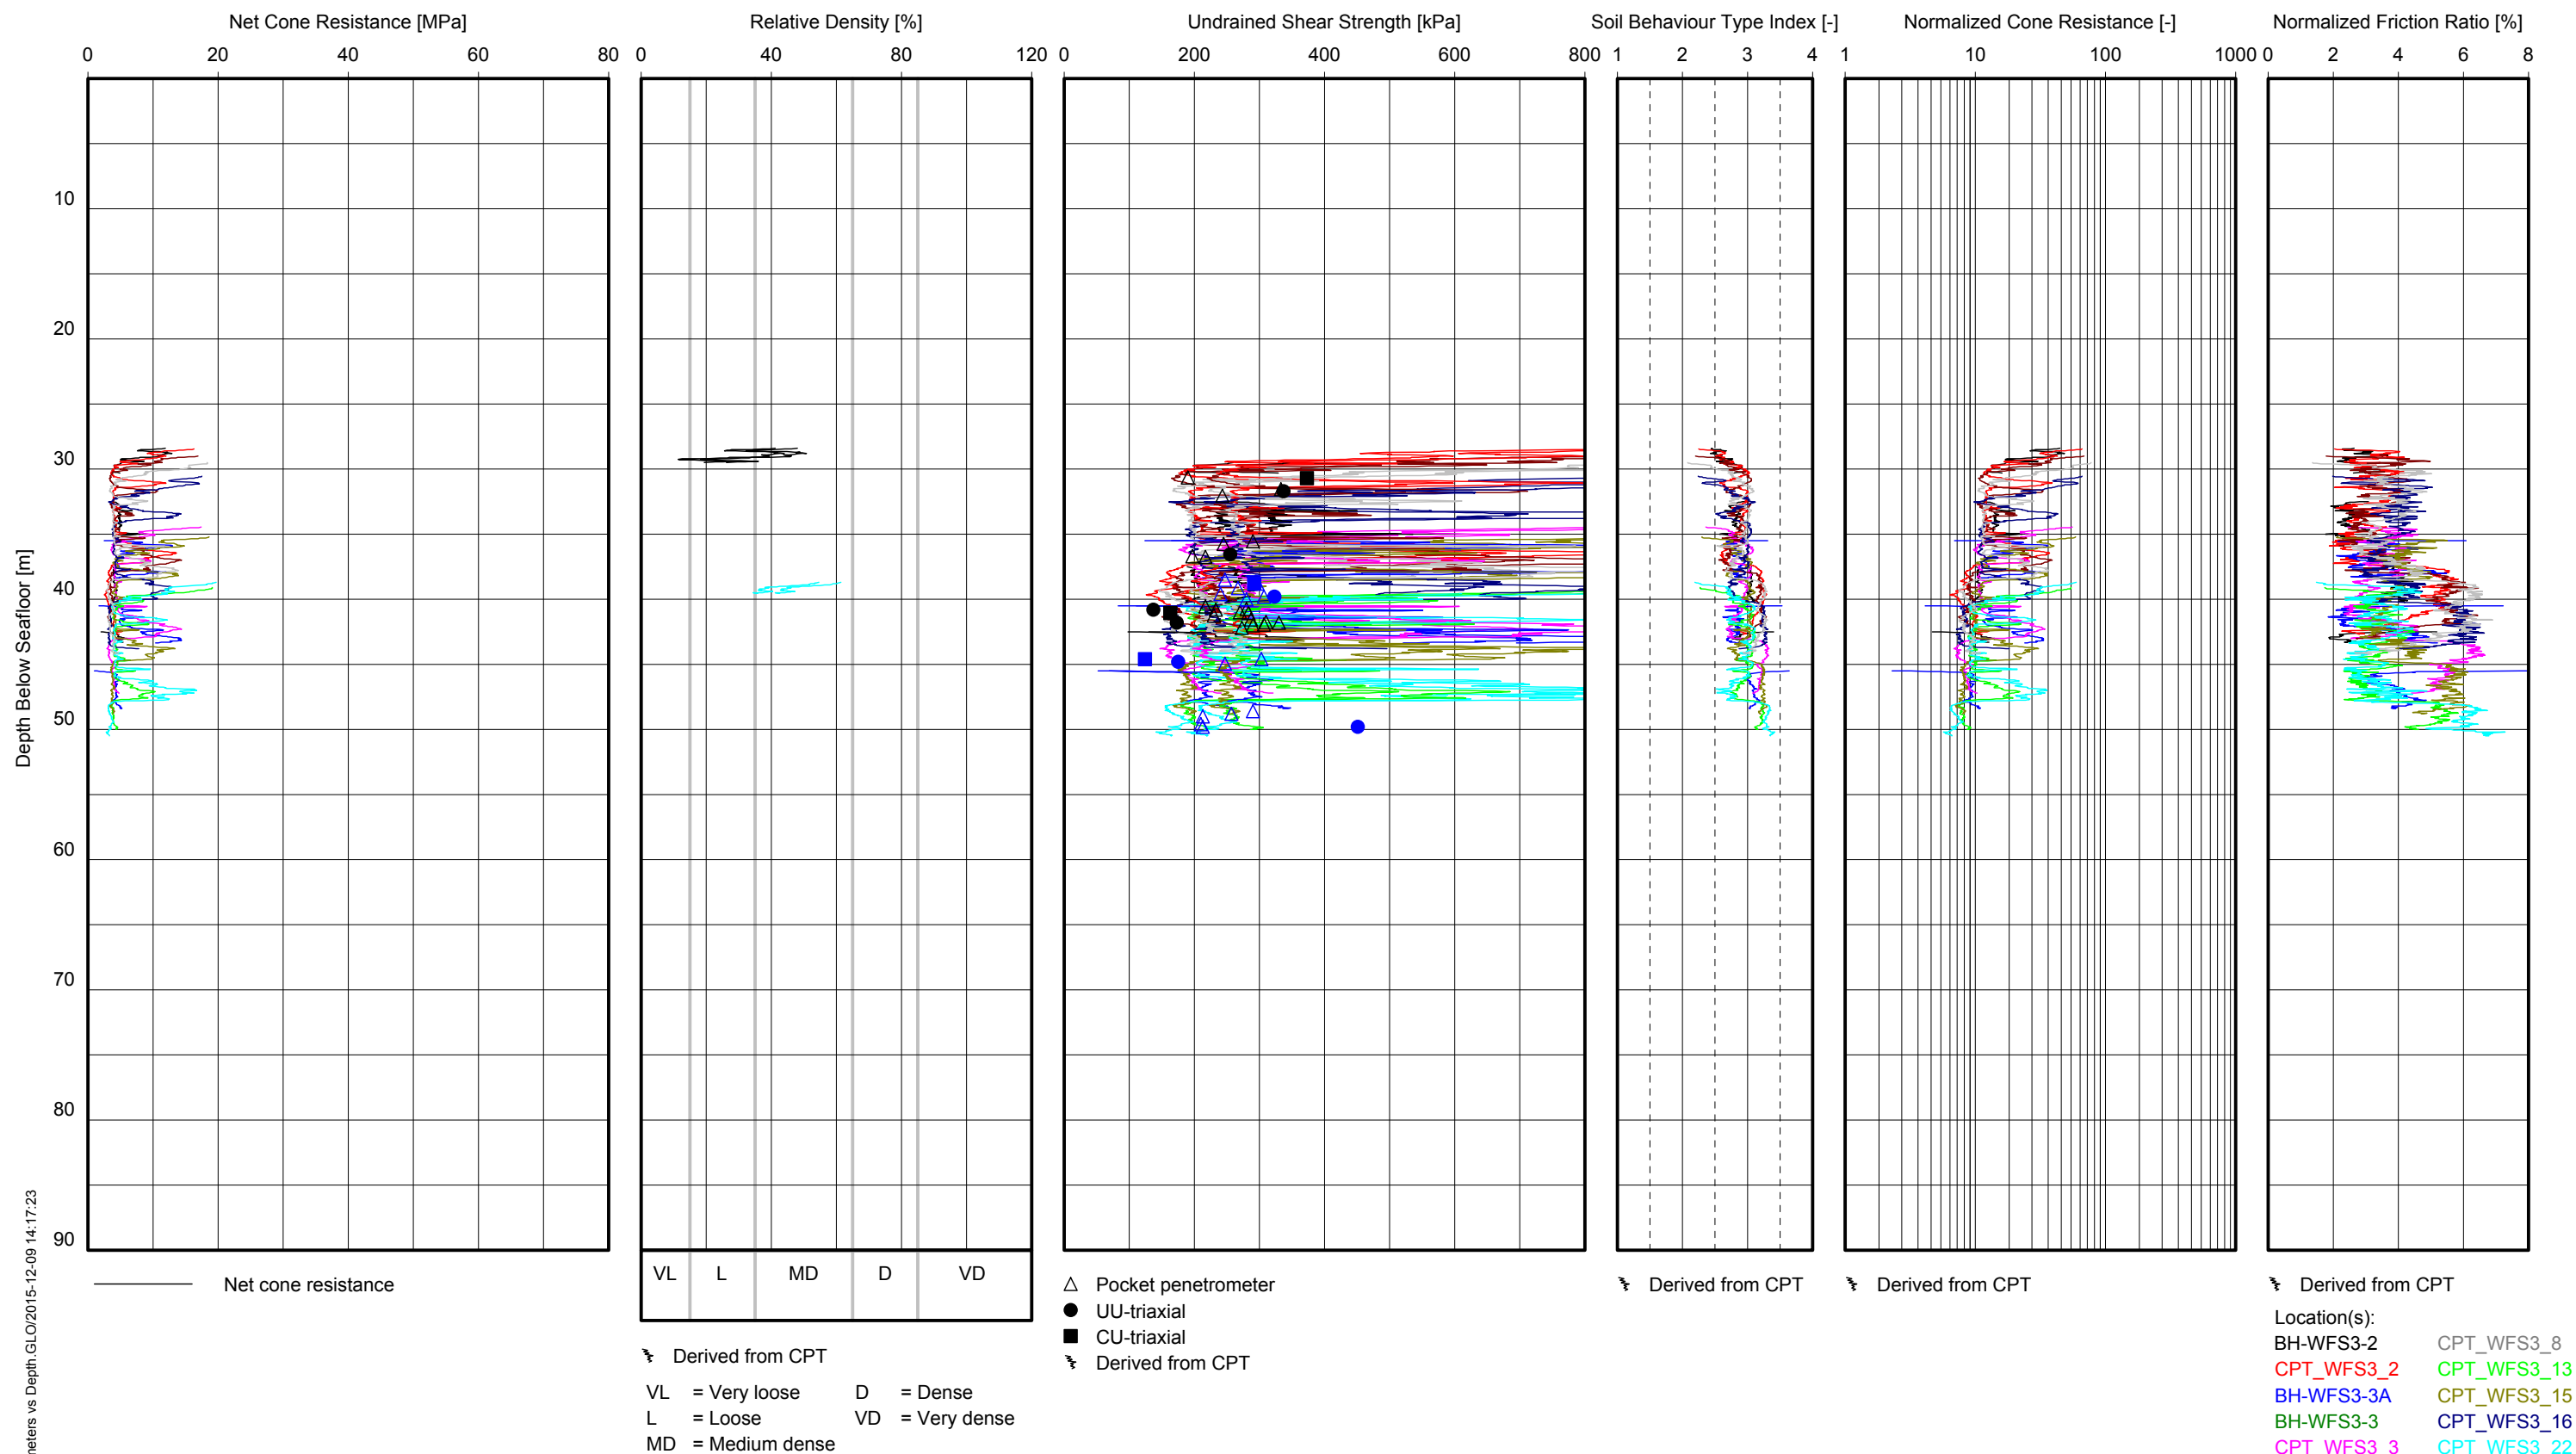 Net Cone Resistance [MPa]
Relative Density [%]
Undrained Shear Strength [kPa]
Soil Behaviour Type Index [-]
Normalized Cone Resistance [-]
Normalized Friction Ratio [%]
0 20 40 60 80
0 40 80 120
0 200 400 600 800
1 2 3 4
1 10 100 1000
0 2 4 6 8
Depth Below Seafloor [m]
10
20
30
40
50
60
70
80
90
Net cone resistance
VL L MD D VD
Derived from CPT
VL = Very loose
D = Dense
L = Loose
VD = Very dense
MD = Medium dense
Pocket penetrometer
UU-triaxial
CU-triaxial
Derived from CPT
Derived from CPT
Derived from CPT
Derived from CPT
Location(s):
BH-WFS3-2
CPT_WFS3_8
CPT_WFS3_2
CPT_WFS3_13
BH-WFS3-3A
CPT_WFS3_15
BH-WFS3-3
CPT_WFS3_16
CPT_WFS3_3
CPT_WFS3_22
vs Depth.GLO/2015-12-09 14:17:23